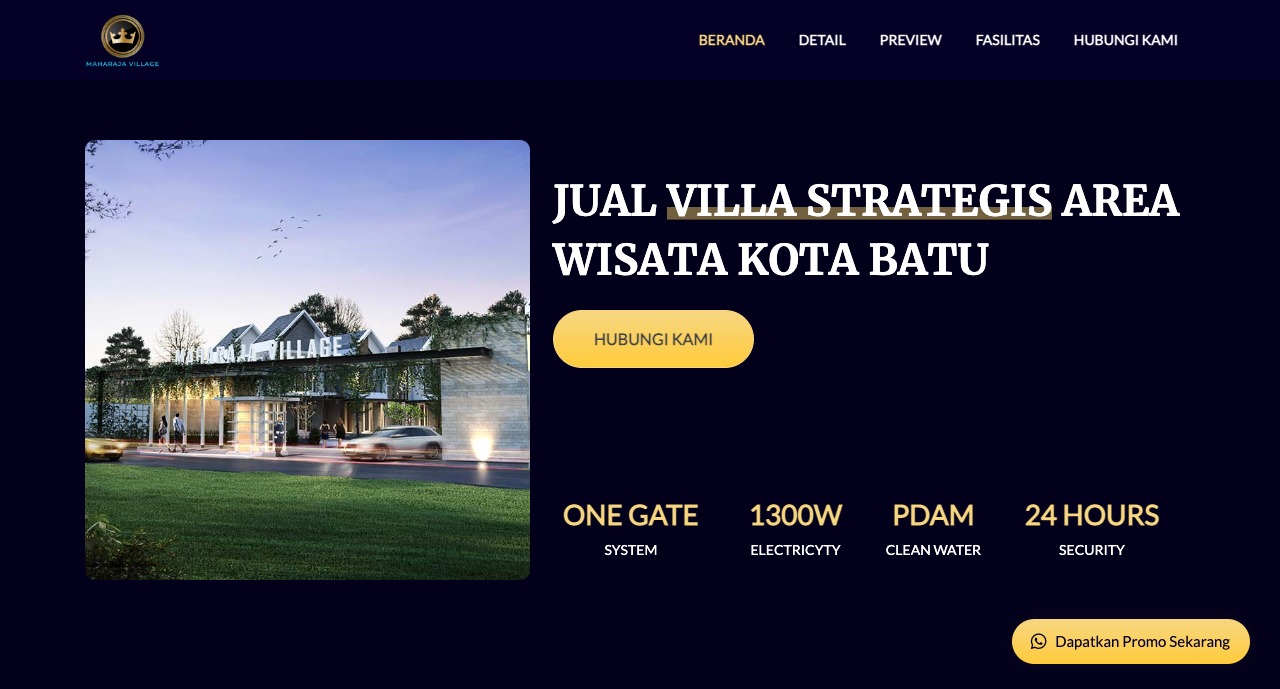 MAHARAJA VILLAGE
BERANDA
DETAIL
PREVIEW
FASILITAS
HUBUNGI KAMI
MAHARAJA VILLAGE
JUAL VILLA STRATEGIS AREA
WISATA KOTA BATU
HUBUNGI KAMI
ONE GATE
SYSTEM
1300W
ELECTRICYTY
PDAM
CLEAN WATER
24 HOURS
SECURITY
Dapatkan Promo Sekarang